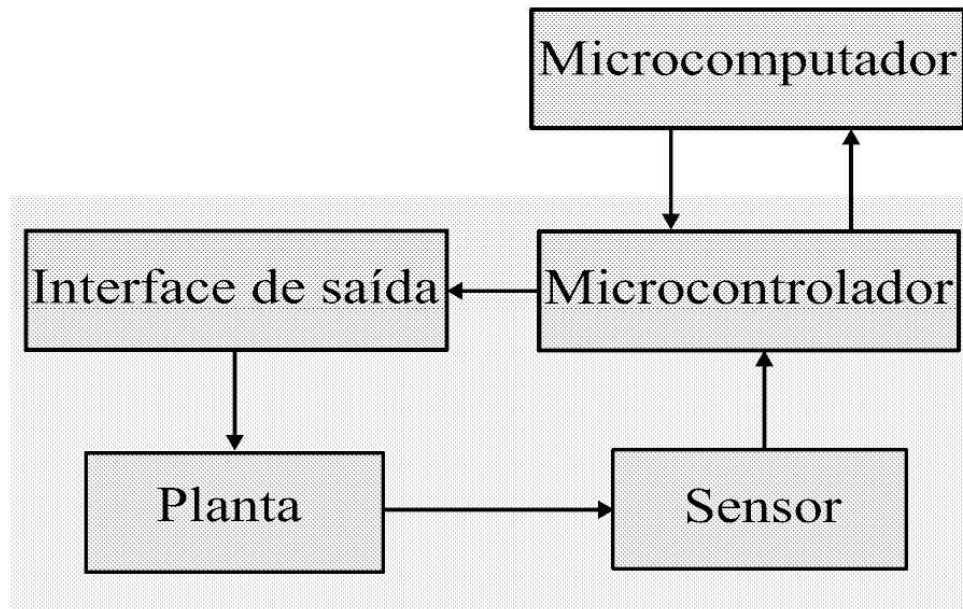 Microcomputador
Interface de saída
Microcontrolador
Planta
Sensor